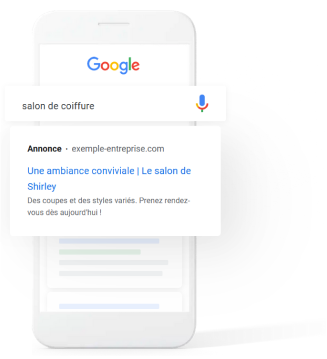 Google
salon de coiffure
Annonce · exemple-entreprise.com
Une ambiance conviviale | Le salon de
Shirley
Des coupes et des styles variés. Prenez rendez-
vous dès aujourd'hui !